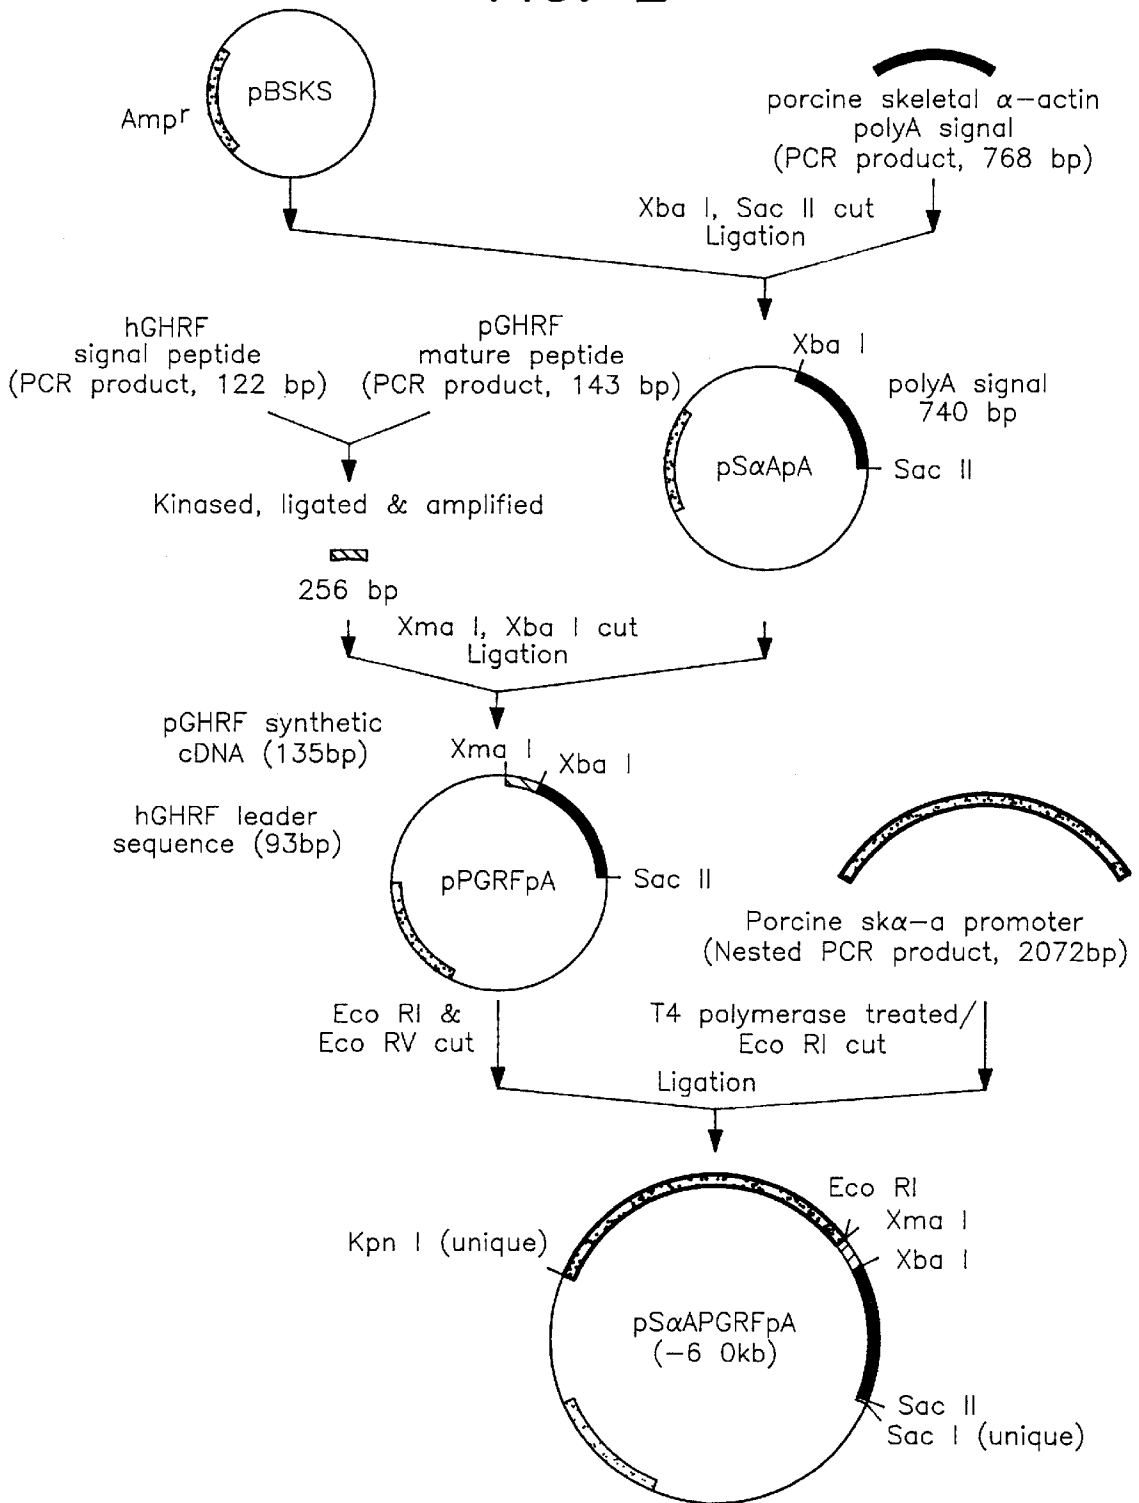 pBSKS
Ampr
porcine skeletal α-actin
polyA signal
(PCR product, 768 bp)
Xba I, Sac II cut
Ligation
hGHRF
signal peptide
(PCR product, 122 bp)
pGHRF
mature peptide
(PCR product, 143 bp)
Xba I
polyA signal
740 bp
pSαApA
Sac II
Kinased, ligated & amplified
256 bp
Xma I, Xba I cut
Ligation
pGHRF synthetic
cDNA (135bp)
hGHRF leader
sequence (93bp)
Xma I
Xba I
pPGRFpA
Sac II
Porcine skα-a promoter
(Nested PCR product, 2072bp)
Eco RI &
Eco RV cut
T4 polymerase treated/
Eco RI cut
Ligation
Eco RI
Xma I
Xba I
Kpn I (unique)
pSαAPGRFpA
(-6 0kb)
Sac II
Sac I (unique)